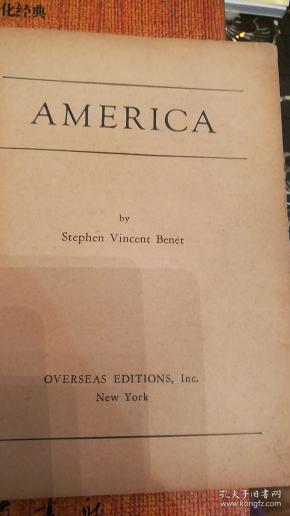 化经典
AMERICA
by
Stephen Vincent Benét
OVERSEAS EDITIONS, Inc.
New York
孔夫子旧书网
www.kongfz.com